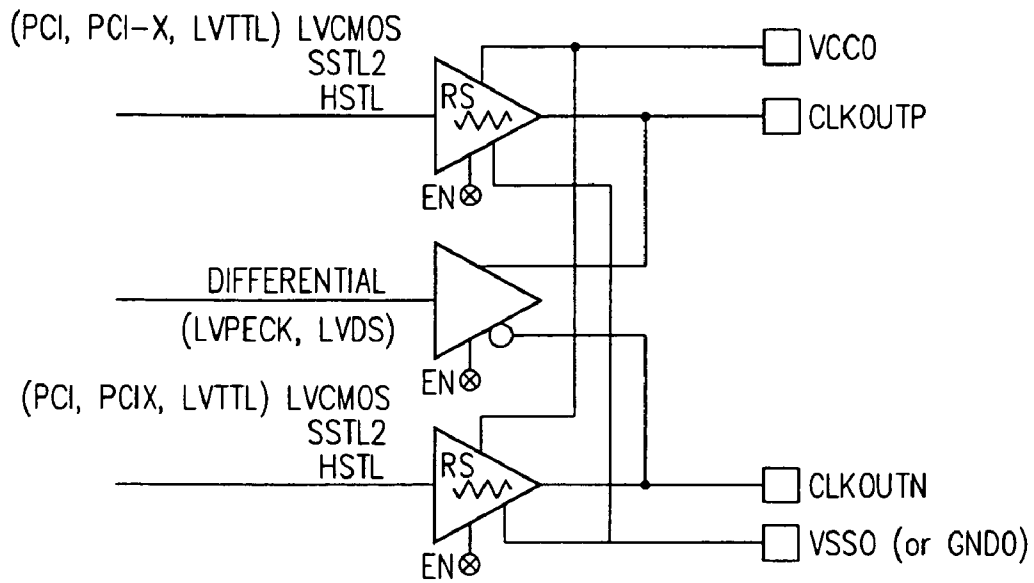 (PCI, PCI-X, LVTTL) LVCMOS
SSTL2
HSTL
RS
EN
VCCO
CLKOUTP
DIFFERENTIAL
(LVPECK, LVDS)
EN
(PCI, PCIX, LVTTL) LVCMOS
SSTL2
HSTL
RS
EN
CLKOUTN
VSSO (or GNDO)